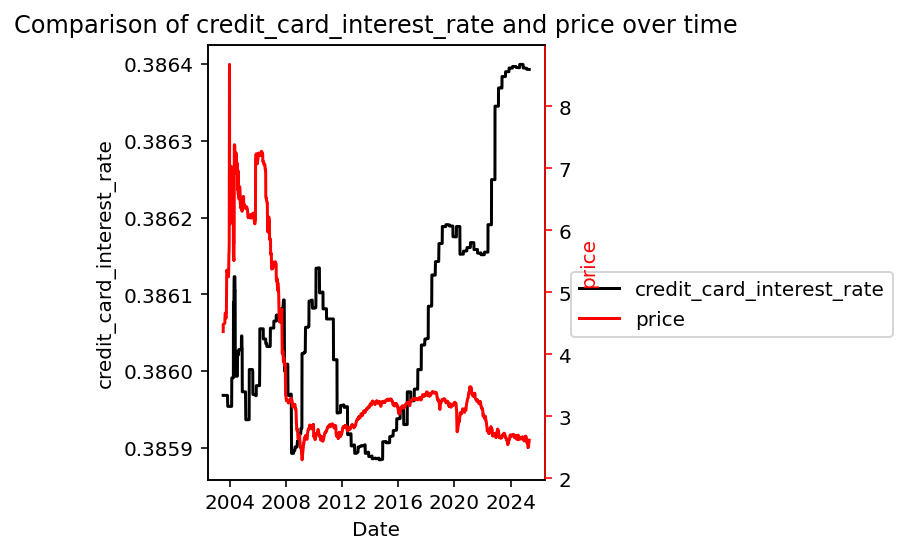 Comparison of credit_card_interest_rate and price over time
credit_card_interest_rate
0.3864
0.3863
0.3862
0.3861
0.3860
0.3859
8
7
6
5
4
3
2
price
credit_card_interest_rate
price
2004 2008 2012 2016 2020 2024
Date